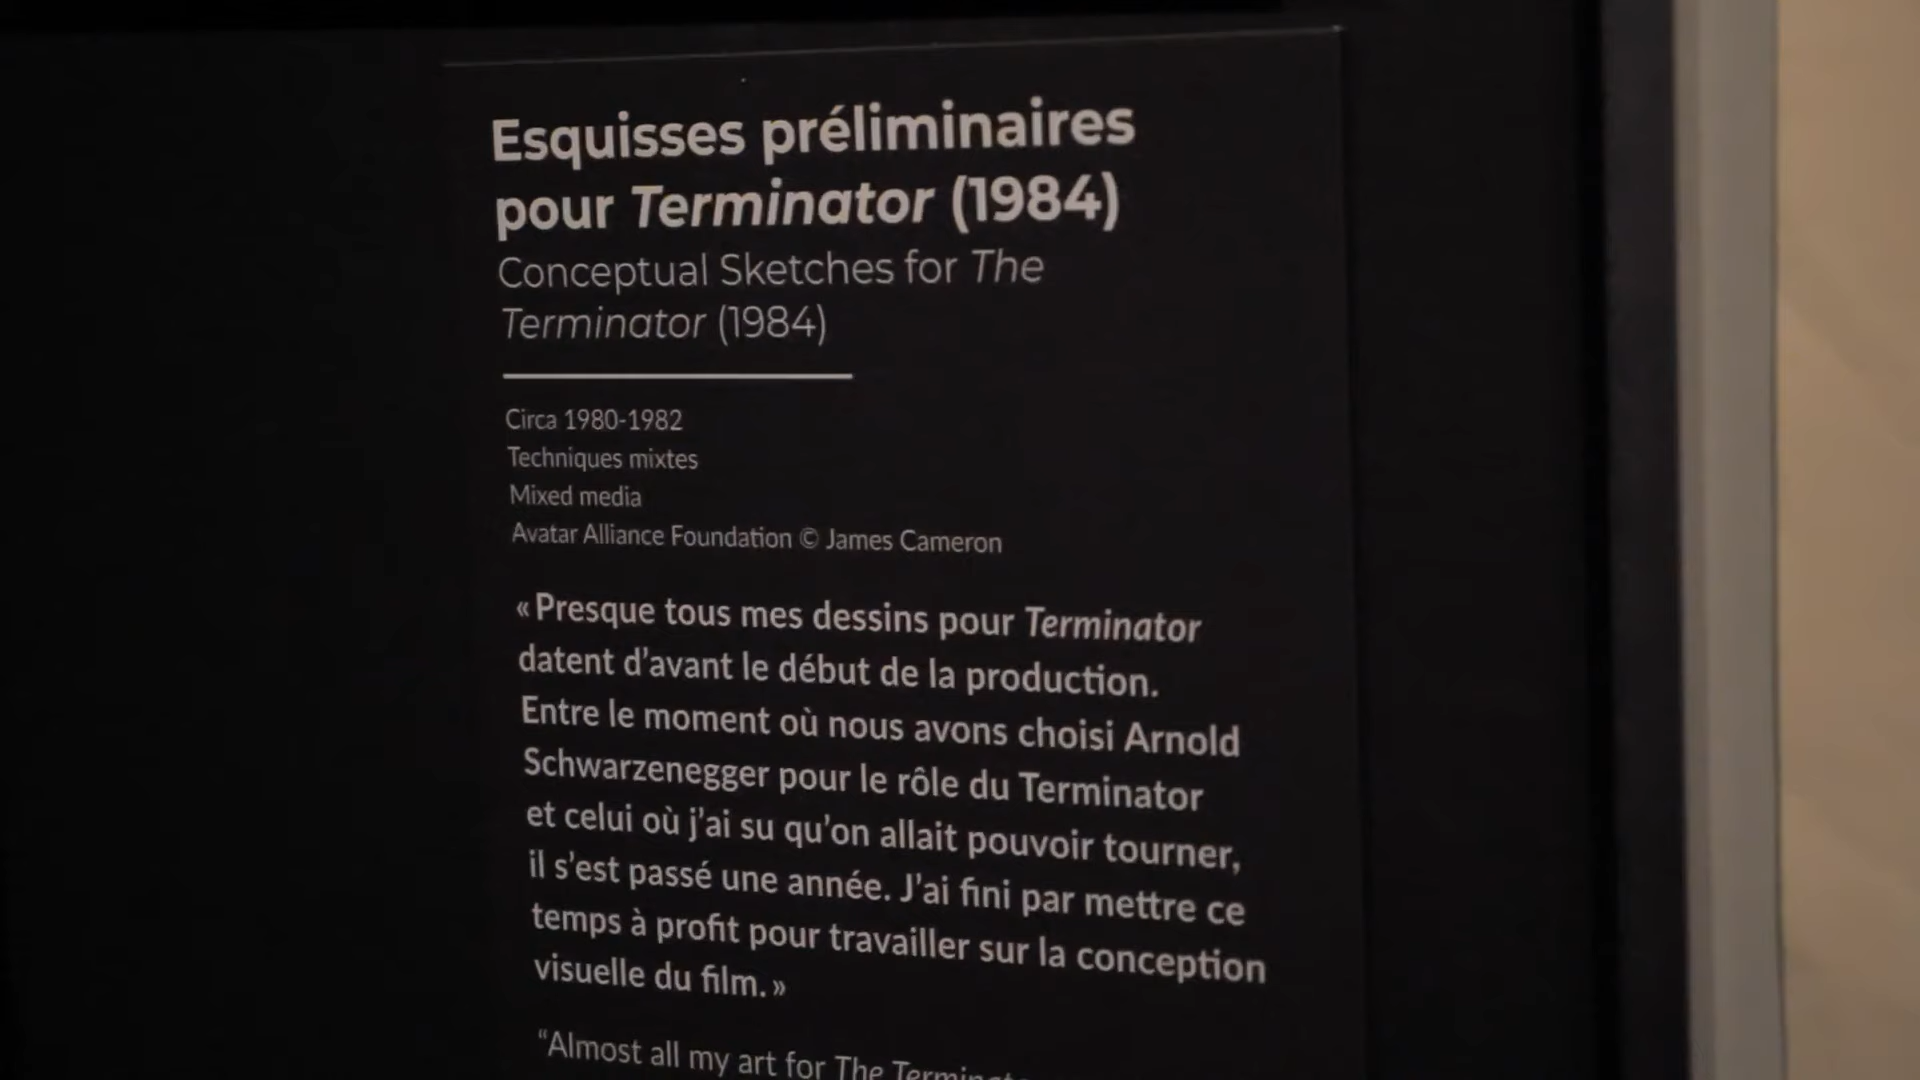 Esquisses préliminaires
pour Terminator (1984)
Conceptual Sketches for The
Terminator (1984)
Circa 1980-1982
Techniques mixtes
Mixed media
Avatar Alliance Foundation © James Cameron
« Presque tous mes dessins pour Terminator
datent d’avant le début de la production.
Entre le moment où nous avons choisi Arnold
Schwarzenegger pour le rôle du Terminator
et celui où j’ai su qu’on allait pouvoir tourner,
il s’est passé une année. J’ai fini par mettre ce
temps à profit pour travailler sur la conception
visuelle du film. »
“Almost all my art for The